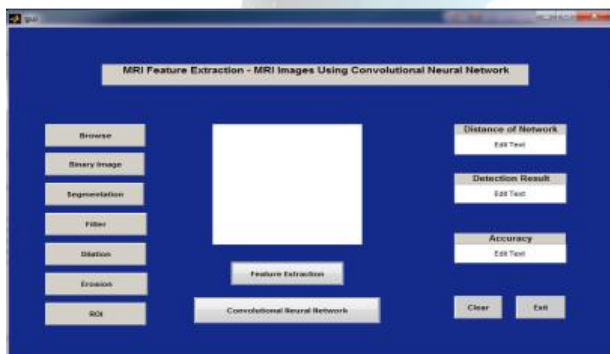 gui
MRI Feature Extraction - MRI Images Using Convolutional Neural Network
Browse
Binary Image
Segmentation
Filter
Dilation
Erosion
ROI
Feature Extraction
Convolutional Neural Network
Distance of Network
Edit Text
Detection Result
Edit Text
Accuracy
Edit Text
Clear
Exit